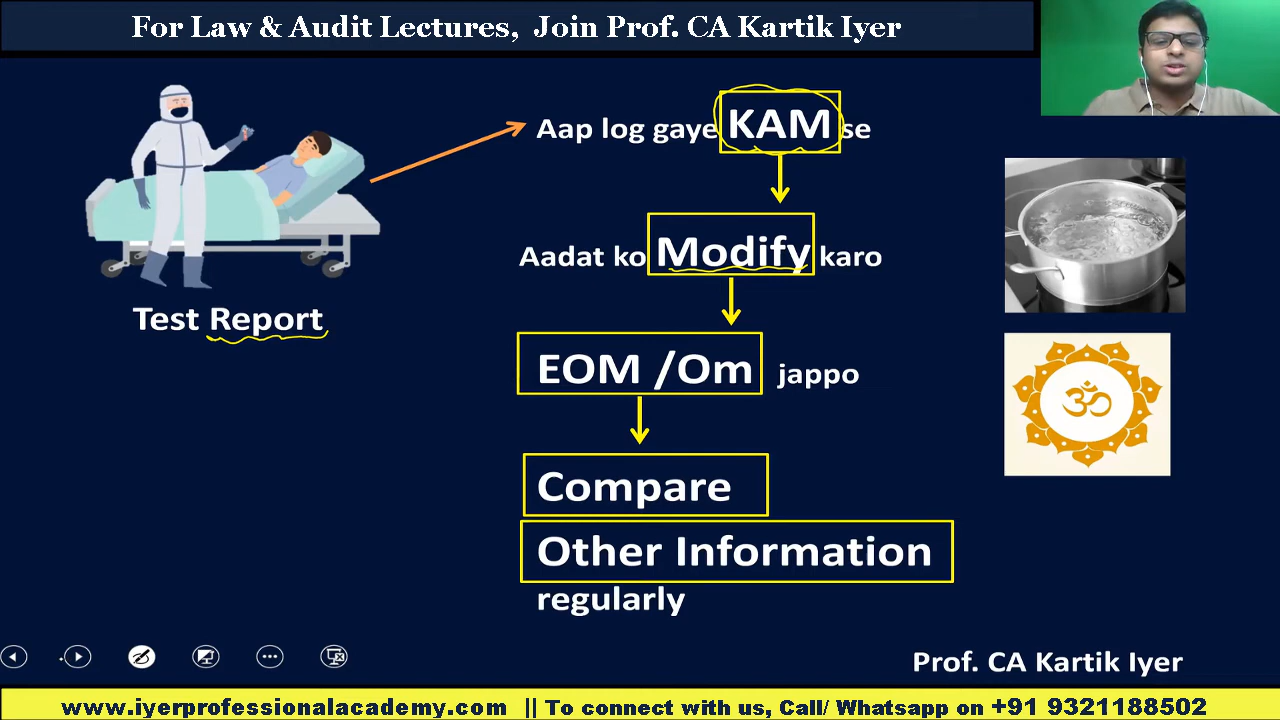 For Law & Audit Lectures, Join Prof. CA Kartik Iyer
Aap log gaye KAM se
Aadat ko Modify karo
Test Report
EOM /Om jappo
ॐ
Compare
Other Information
regularly
Prof. CA Kartik Iyer
www.iyerprofessionalacademy.com || To connect with us, Call/ Whatsapp on +91 9321188502